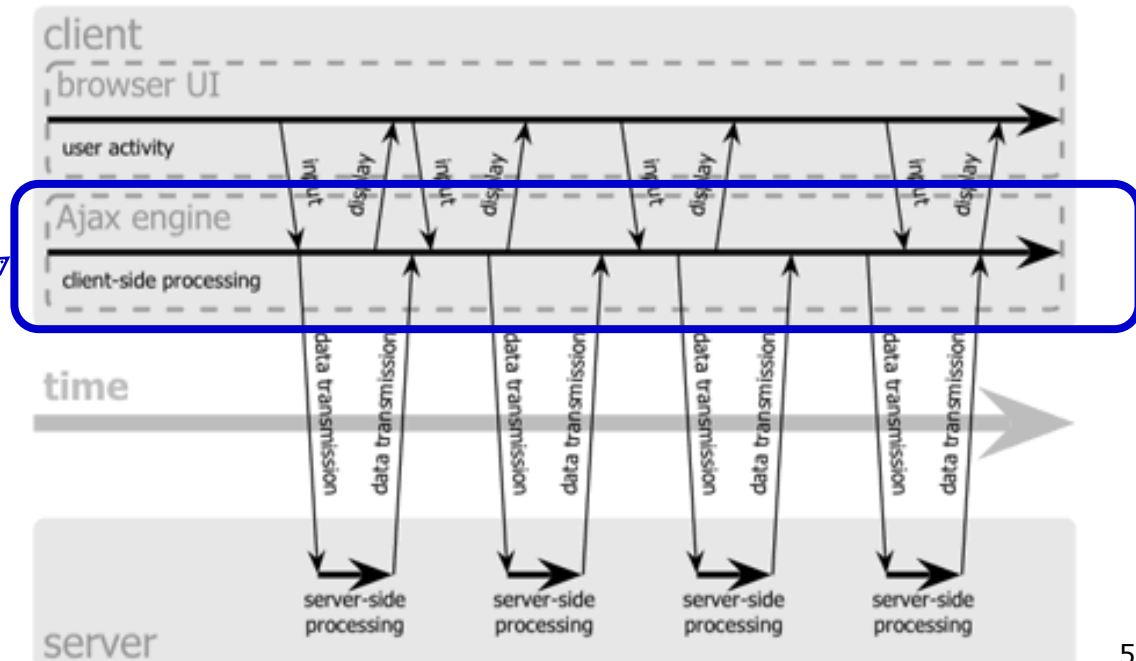 client
browser UI
user activity
input
display
input
display
input
display
input
display
Ajax engine
client-side processing
data transmission
data transmission
data transmission
data transmission
data transmission
data transmission
data transmission
data transmission
time
server-side
processing
server-side
processing
server-side
processing
server-side
processing
server
5